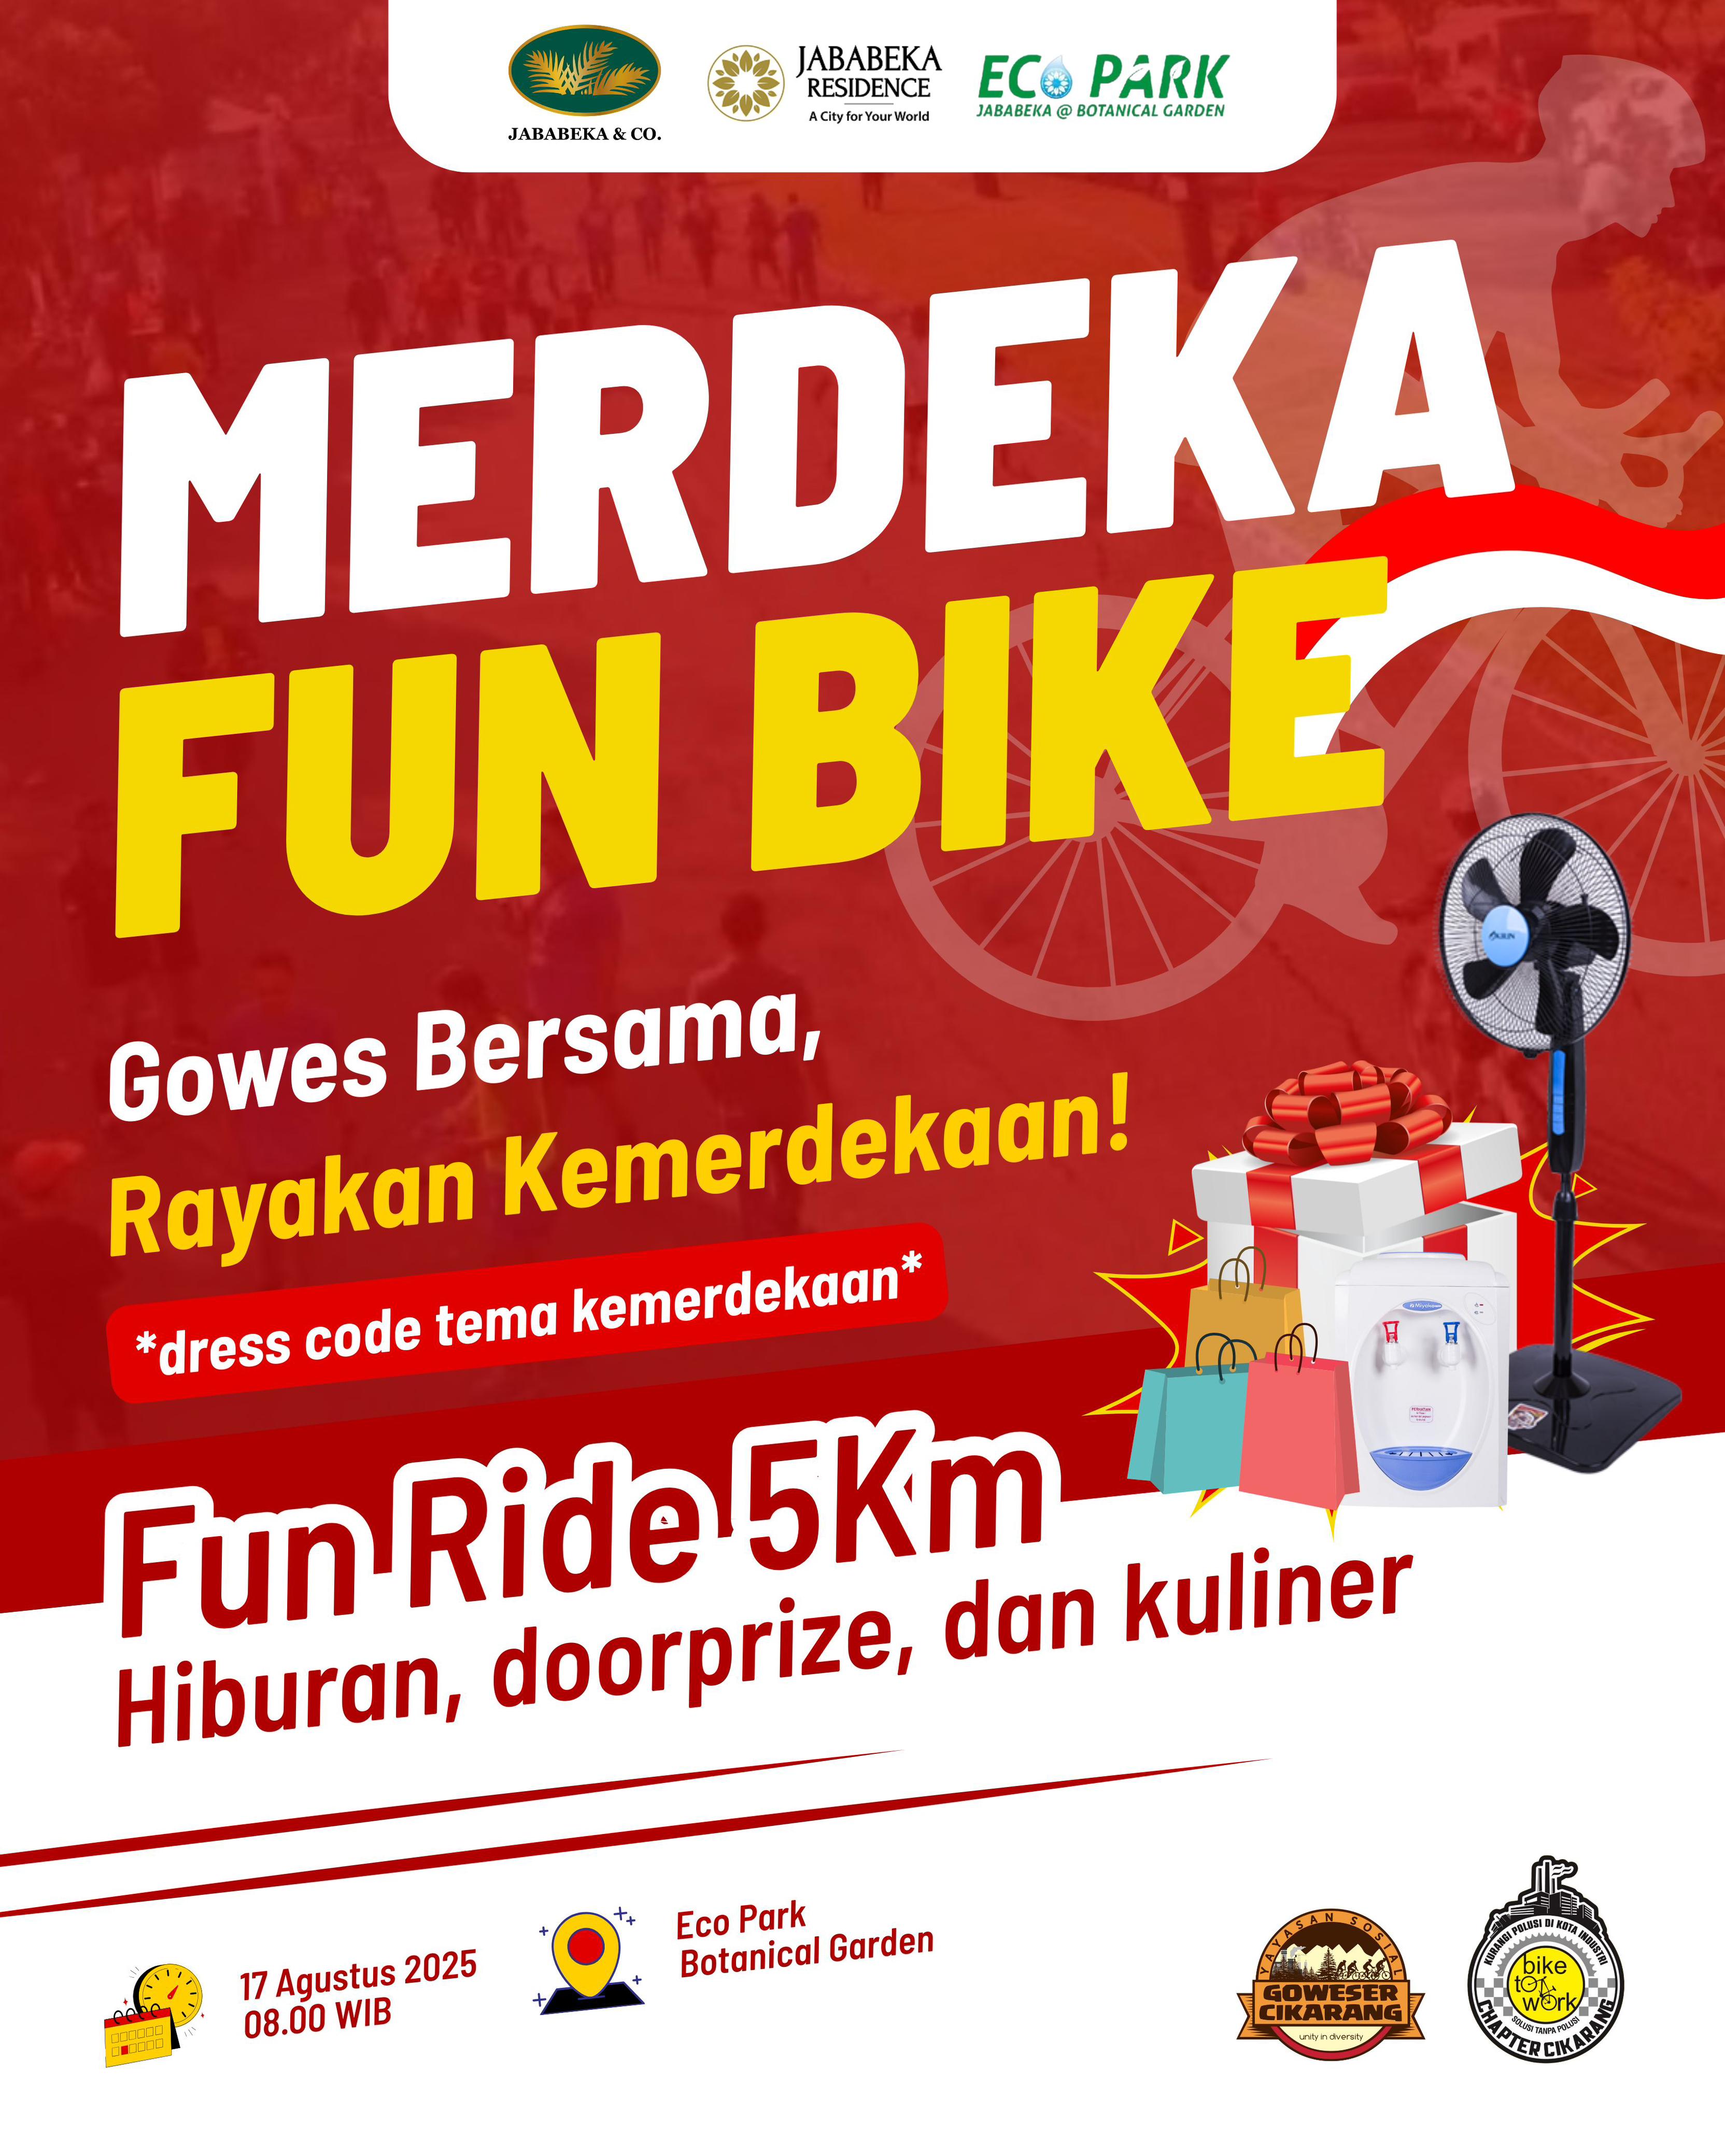 JABABEKA & CO.
JABABEKA
RESIDENCE
A City for Your World
ECO PARK
JABABEKA @ BOTANICAL GARDEN
MERDEKA
FUN BIKE
Gowes Bersama,
Rayakan Kemerdekaan!
*dress code tema kemerdekaan*
Fun Ride 5Km
Hiburan, doorprize, dan kuliner
17 Agustus 2025
08.00 WIB
Eco Park
Botanical Garden
YAYASAN SOSIAL
GOWESER
CIKARANG
unity in diversity
KURANGI POLUSI DI KOTA INDUSTRI
bike
to
work
SOLUSI TANPA POLUSI
CHAPTER CIKARANG